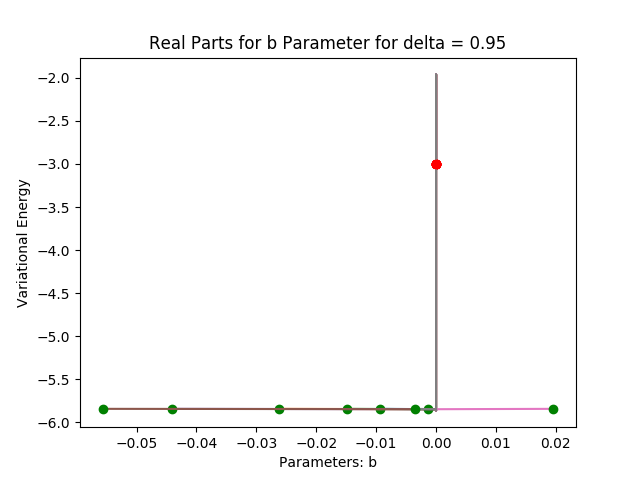 Real Parts for b Parameter for delta = 0.95
Variational Energy
−2.0
−2.5
−3.0
−3.5
−4.0
−4.5
−5.0
−5.5
−6.0
−0.05 −0.04 −0.03 −0.02 −0.01 0.00 0.01 0.02
Parameters: b